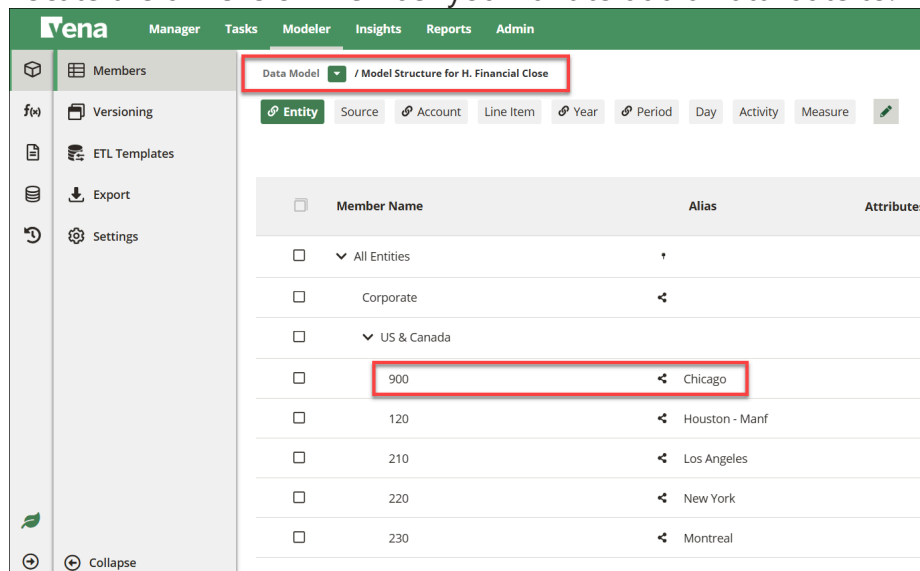 Vena
Manager Tasks Modeler Insights Reports Admin
Members
Data Model / Model Structure for H. Financial Close
f(x) Versioning
Entity Source Account Line Item Year Period Day Activity Measure
ETL Templates
Export
Settings
Member Name Alias Attributes
All Entities
Corporate
US & Canada
900 Chicago
120 Houston - Manf
210 Los Angeles
220 New York
230 Montreal
Collapse